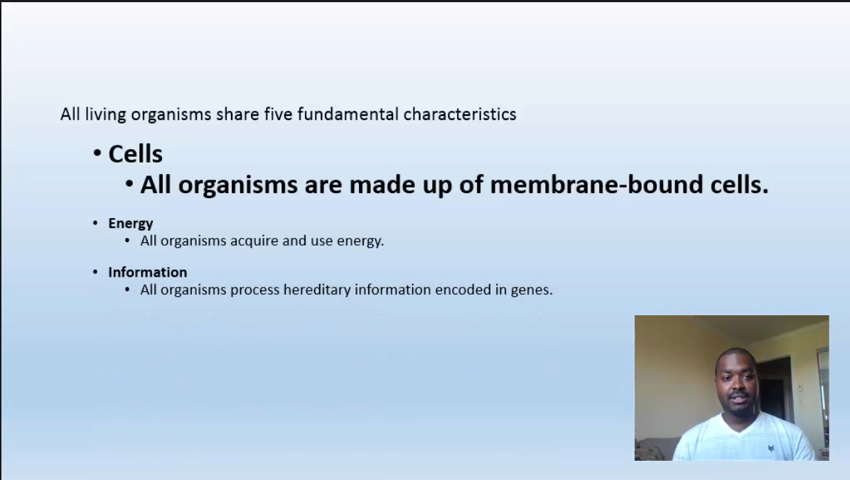 All living organisms share five fundamental characteristics
• Cells
• All organisms are made up of membrane-bound cells.
• Energy
• All organisms acquire and use energy.
• Information
• All organisms process hereditary information encoded in genes.